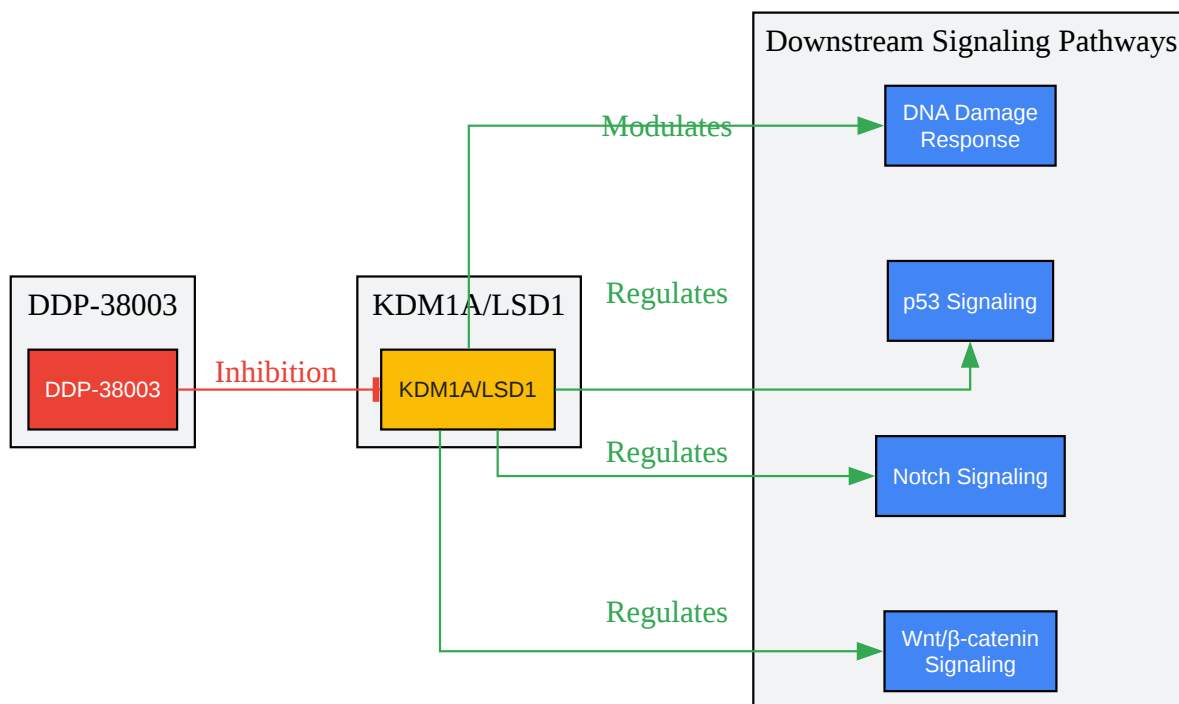 Downstream Signaling Pathways
DNA Damage
Response
Modulates
DDP-38003
KDM1A/LSD1
Regulates
p53 Signaling
DDP-38003
Inhibition
KDM1A/LSD1
Regulates
Notch Signaling
Regulates
Wnt/β-catenin
Signaling